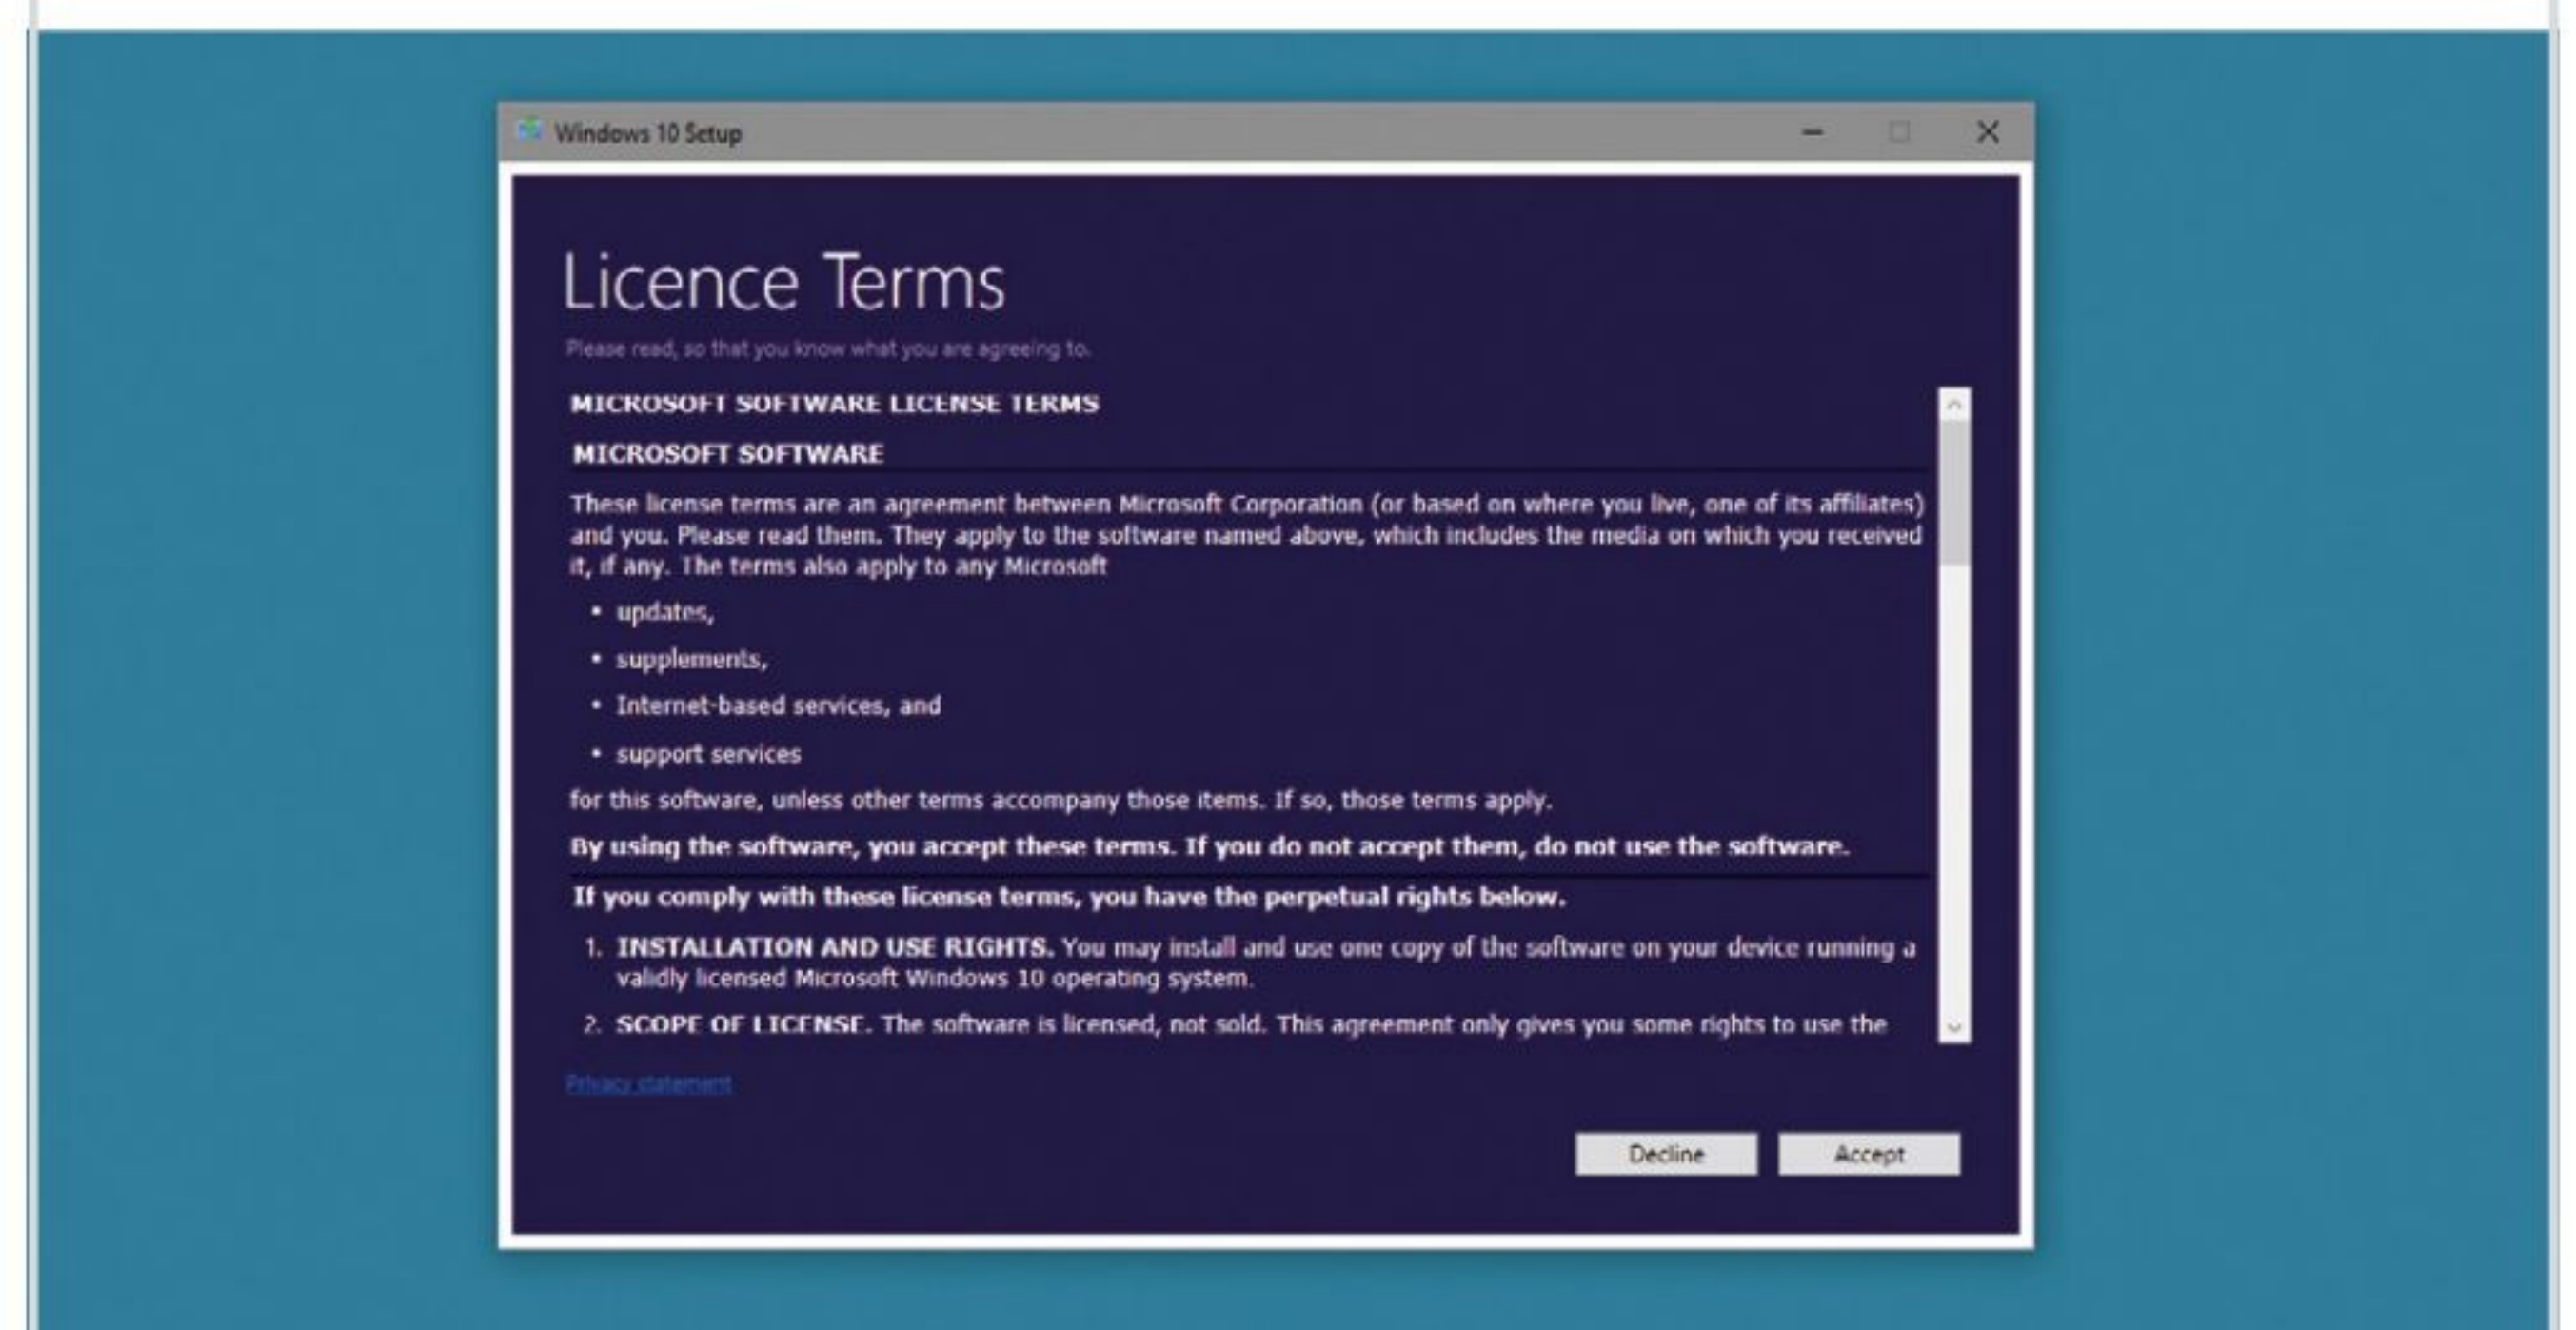 Windows 10 Setup
Licence Terms
Please read, so that you know what you are agreeing to.
MICROSOFT SOFTWARE LICENSE TERMS
MICROSOFT SOFTWARE
These license terms are an agreement between Microsoft Corporation (or based on where you live, one of its affiliates)
and you. Please read them. They apply to the software named above, which includes the media on which you received
it, if any. The terms also apply to any Microsoft
• updates,
• supplements,
• Internet-based services, and
• support services
for this software, unless other terms accompany those items. If so, those terms apply.
By using the software, you accept these terms. If you do not accept them, do not use the software.
If you comply with these license terms, you have the perpetual rights below.
1. INSTALLATION AND USE RIGHTS. You may install and use one copy of the software on your device running a
validly licensed Microsoft Windows 10 operating system.
2. SCOPE OF LICENSE. The software is licensed, not sold. This agreement only gives you some rights to use the
Privacy statement
Decline Accept